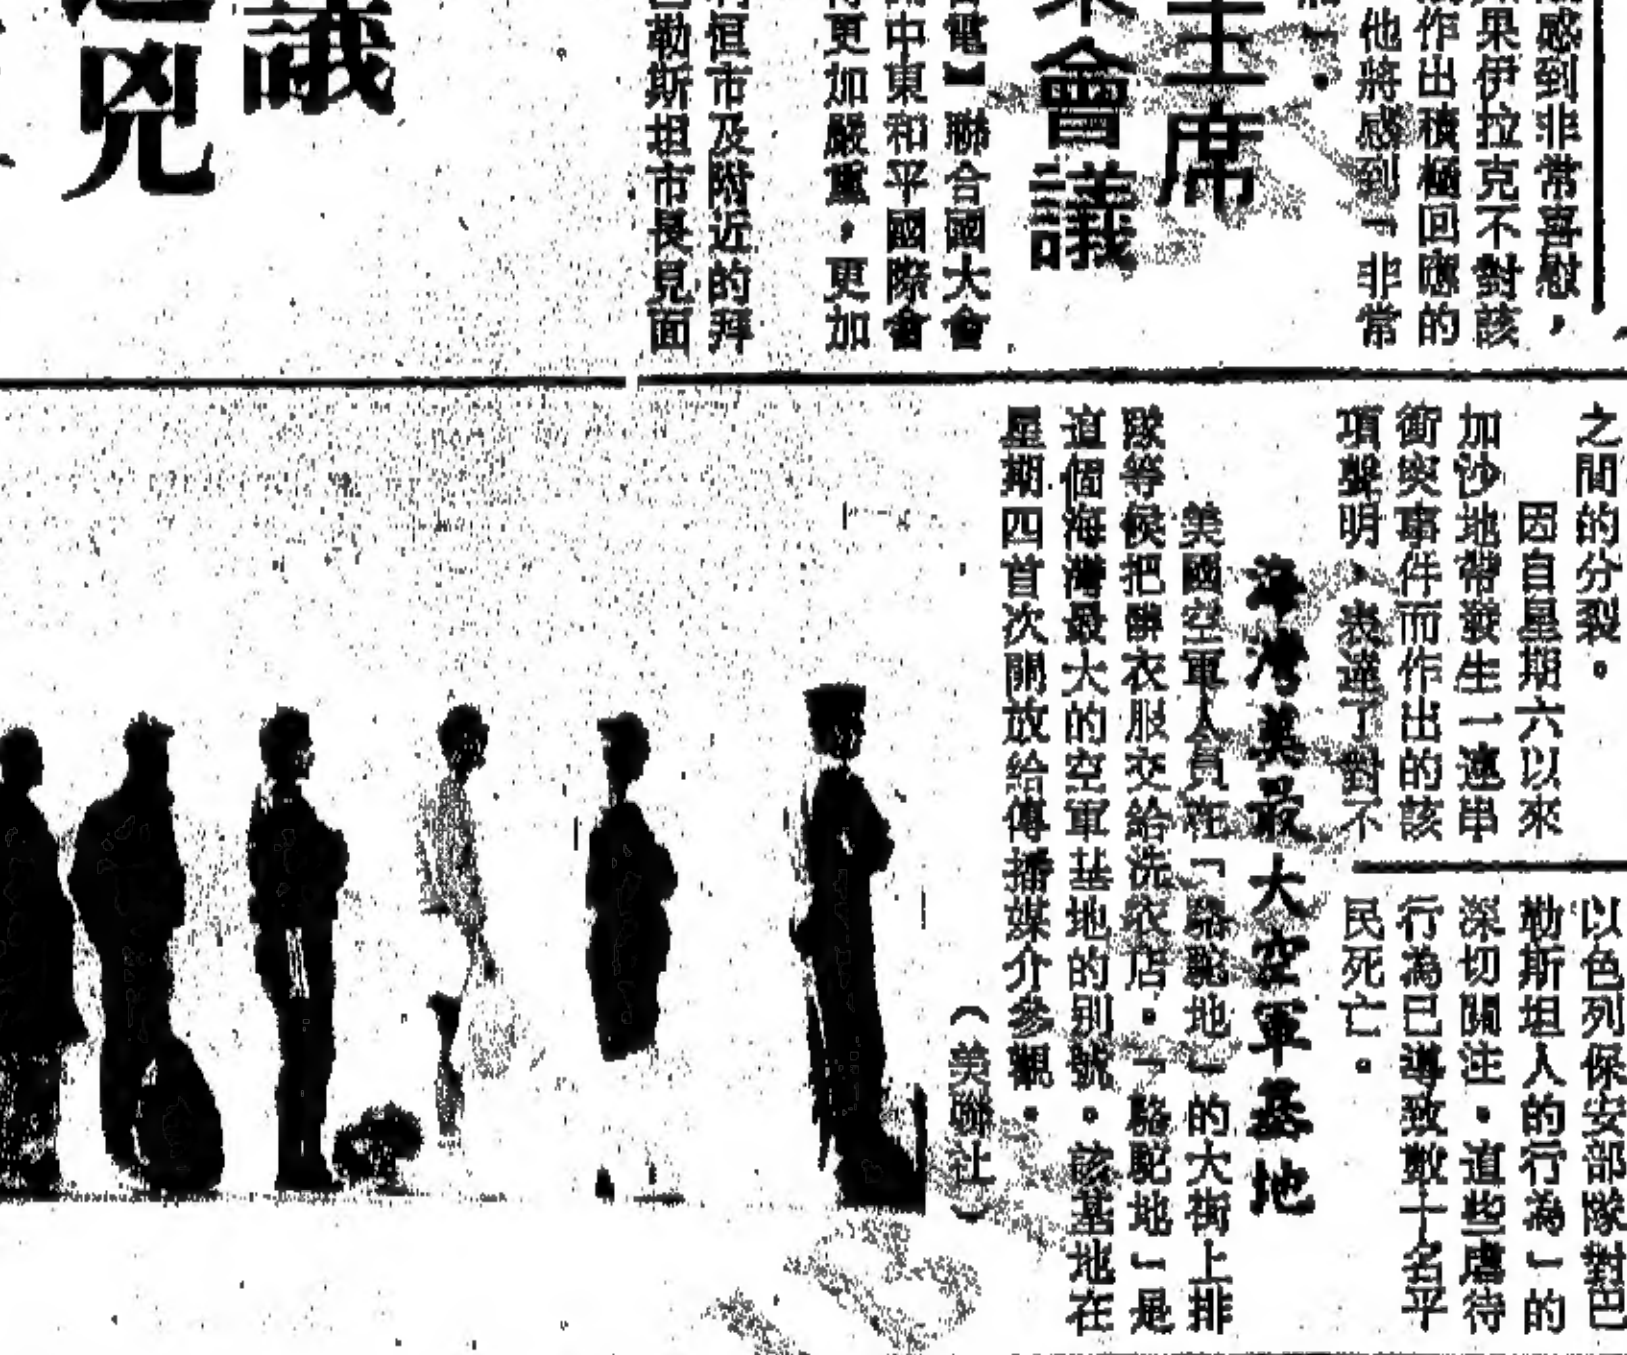 感到非常喜慰，
果伊拉克不對該
作出積極回應的
他將感到「非常
主席
會議
電】聯合國大會
中東和平國際會
更加嚴重，更加
恒市及附近的拜
勒斯坦市長見面
議
兇
之間的分裂。
因自星期六以來
加沙地帶發生一連串
衝突事件而作出的該
項聲明，表達了對不
以色列保安部隊對巴
勒斯坦人的行為」的
深切關注。這些虐待
行為已導致數十名平
民死亡。
海灣美最大空軍基地
美國空軍人員在「駱駝地」的大街上排
隊等候把髒衣服交給洗衣店。「駱駝地」是
這個海灣最大的空軍基地的別號。該基地在
星期四首次開放給傳播媒介參觀。
（美聯社）